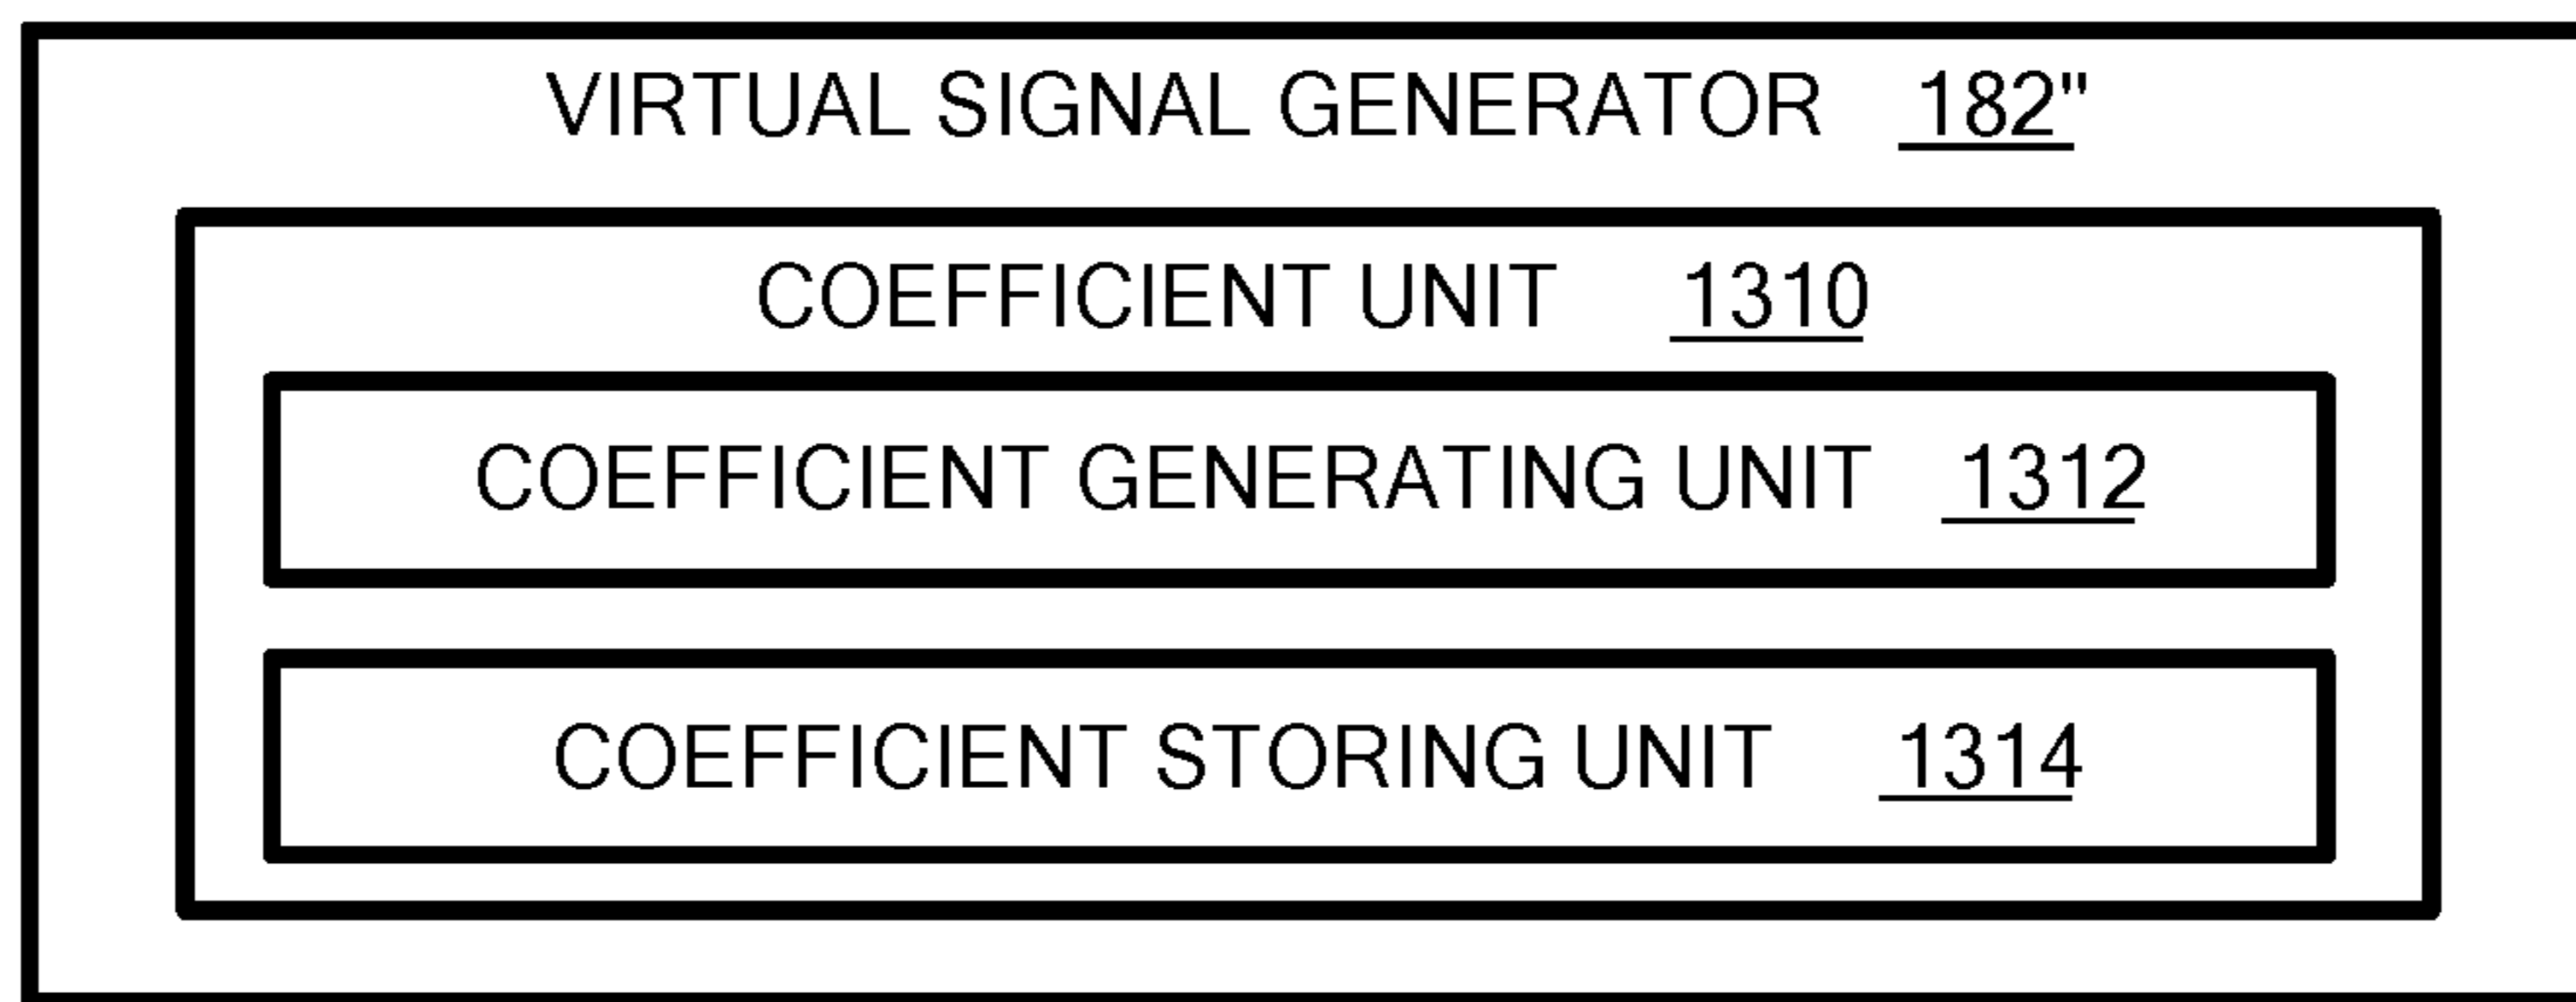 VIRTUAL SIGNAL GENERATOR 182"
COEFFICIENT UNIT 1310
COEFFICIENT GENERATING UNIT 1312
COEFFICIENT STORING UNIT 1314